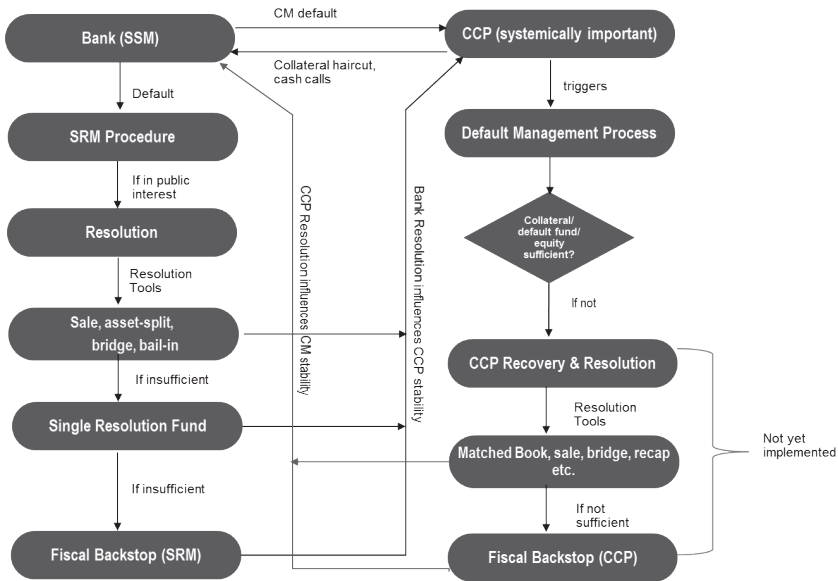 CM default
Bank (SSM)
CCP (systemically important)
Collateral haircut,
cash calls
Default
triggers
SRM Procedure
Default Management Process
If in public
interest
CCP Resolution influences CM stability
Bank Resolution influences CCP stability
Collateral/
default fund/
equity
sufficient?
Resolution
Resolution
Tools
If not
Sale, asset-split,
bridge, bail-in
CCP Recovery & Resolution
If insufficient
Resolution
Tools
Single Resolution Fund
Not yet
implemented
Matched Book, sale, bridge, recap
etc.
If insufficient
If not
sufficient
Fiscal Backstop (SRM)
Fiscal Backstop (CCP)